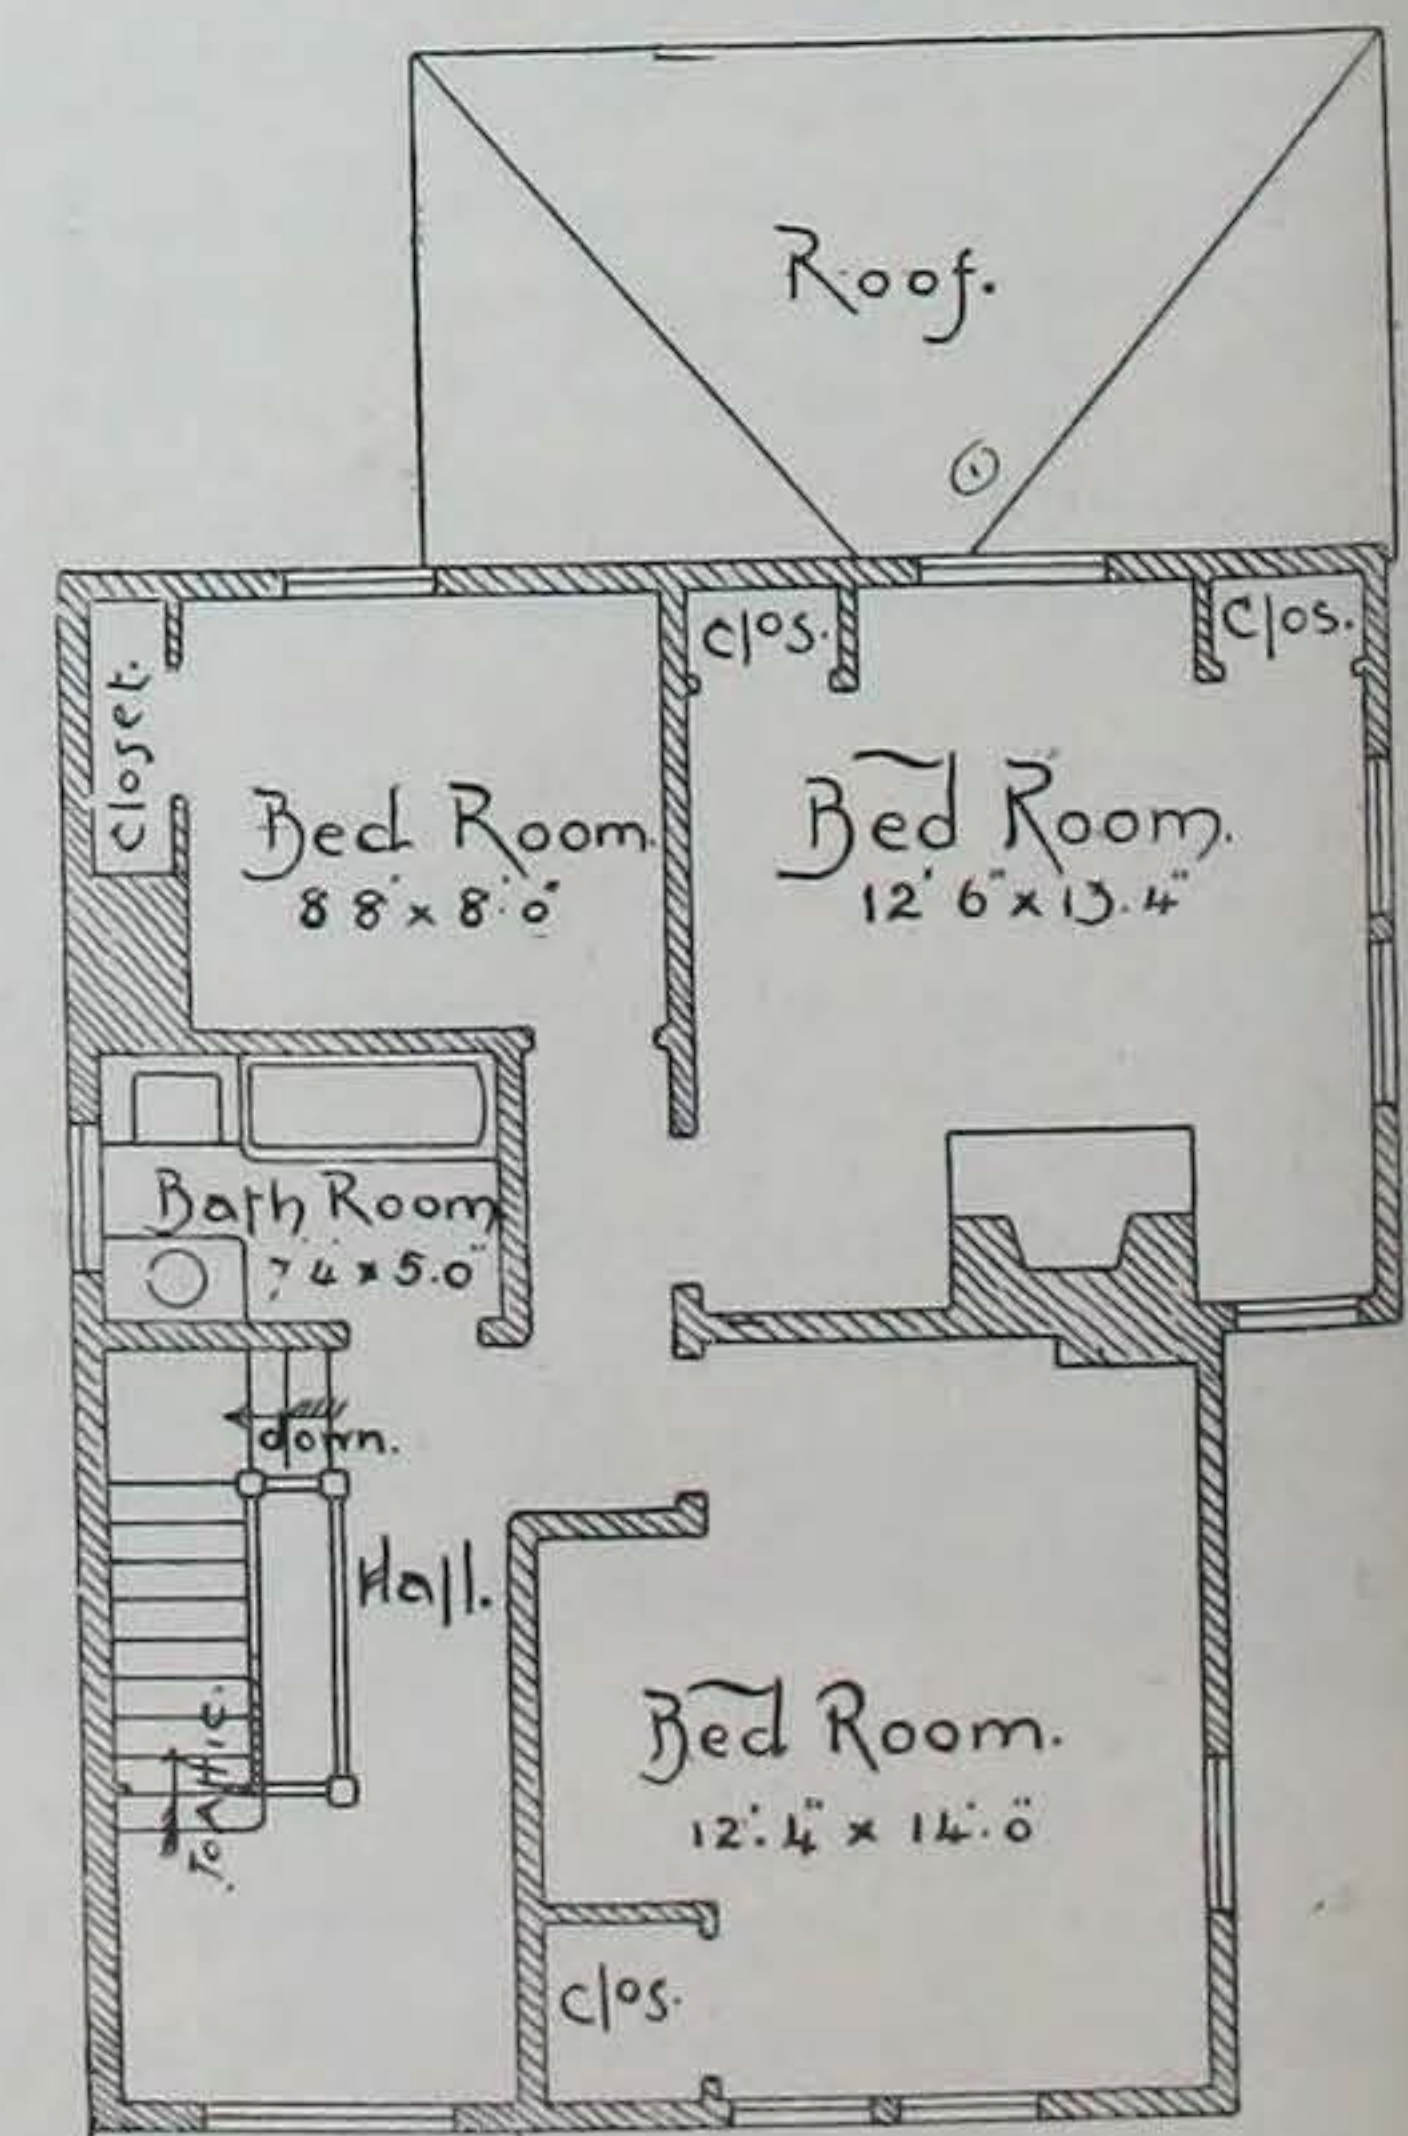 Roof.
Clos.
Clos.
Closet.
Bed Room.
8 8' x 8'.0"
Bed Room.
12' 6" x 13.4"
Bath Room
7 4 x 5.0"
down.
Hall.
To Attic.
Bed Room.
12'.4" x 14'.0"
Clos.